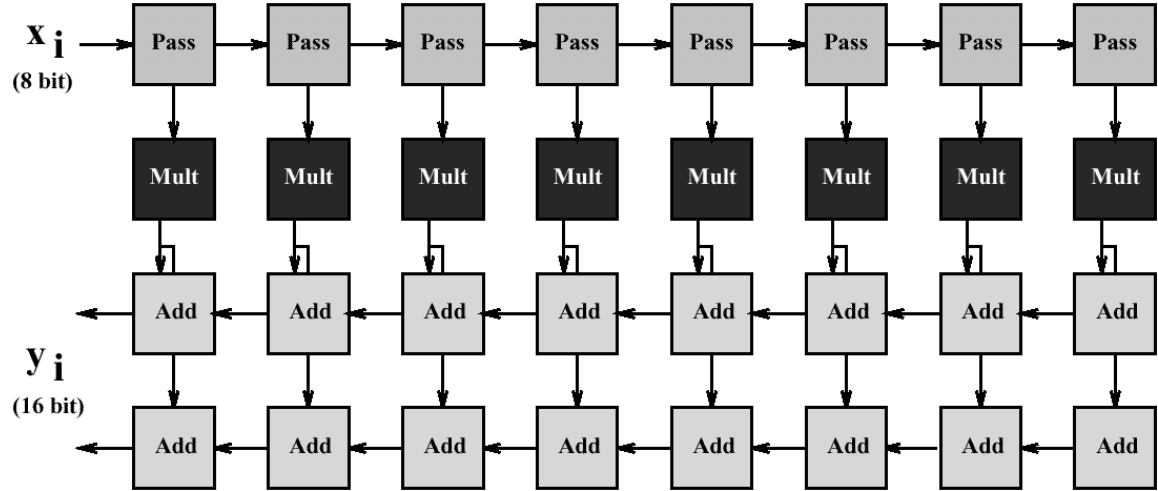 x i
(8 bit)
Pass Pass Pass Pass Pass Pass Pass Pass
Mult Mult Mult Mult Mult Mult Mult Mult
Add Add Add Add Add Add Add Add
y i
(16 bit)
Add Add Add Add Add Add Add Add